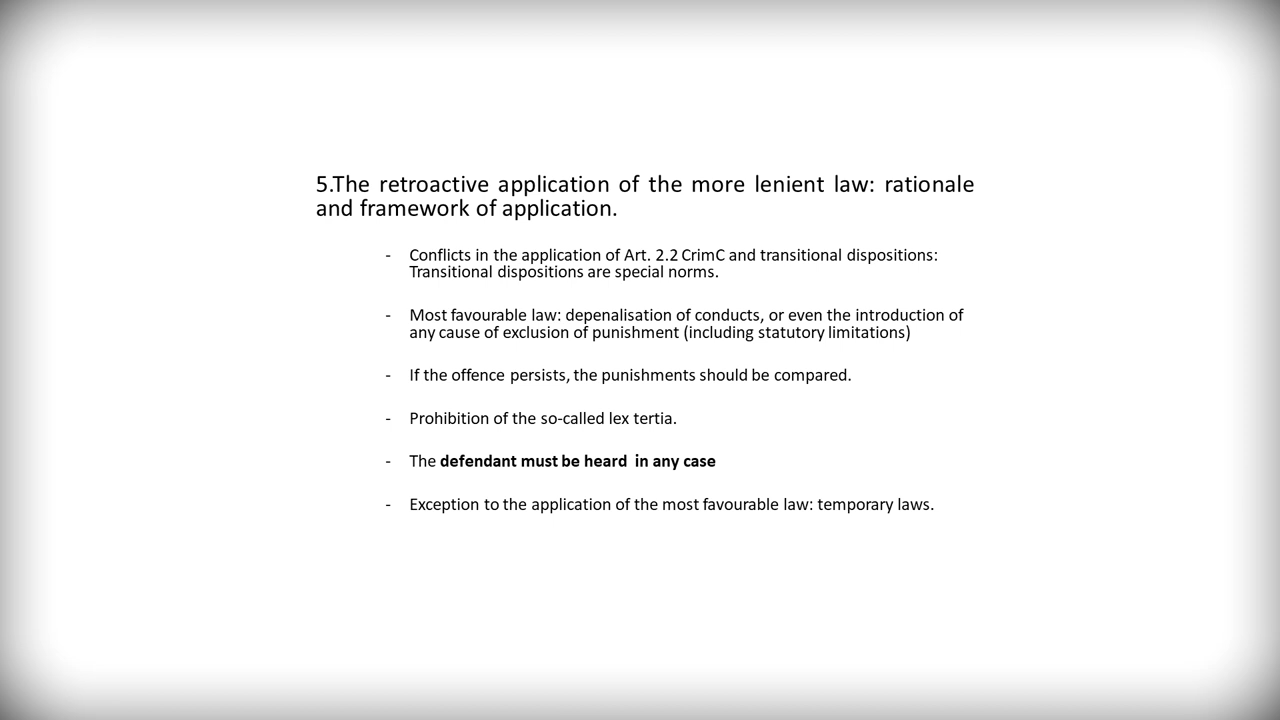 5.The retroactive application of the more lenient law: rationale
and framework of application.
- Conflicts in the application of Art. 2.2 CrimC and transitional dispositions:
Transitional dispositions are special norms.
- Most favourable law: depenalisation of conducts, or even the introduction of
any cause of exclusion of punishment (including statutory limitations)
- If the offence persists, the punishments should be compared.
- Prohibition of the so-called lex tertia.
- The defendant must be heard  in any case
- Exception to the application of the most favourable law: temporary laws.